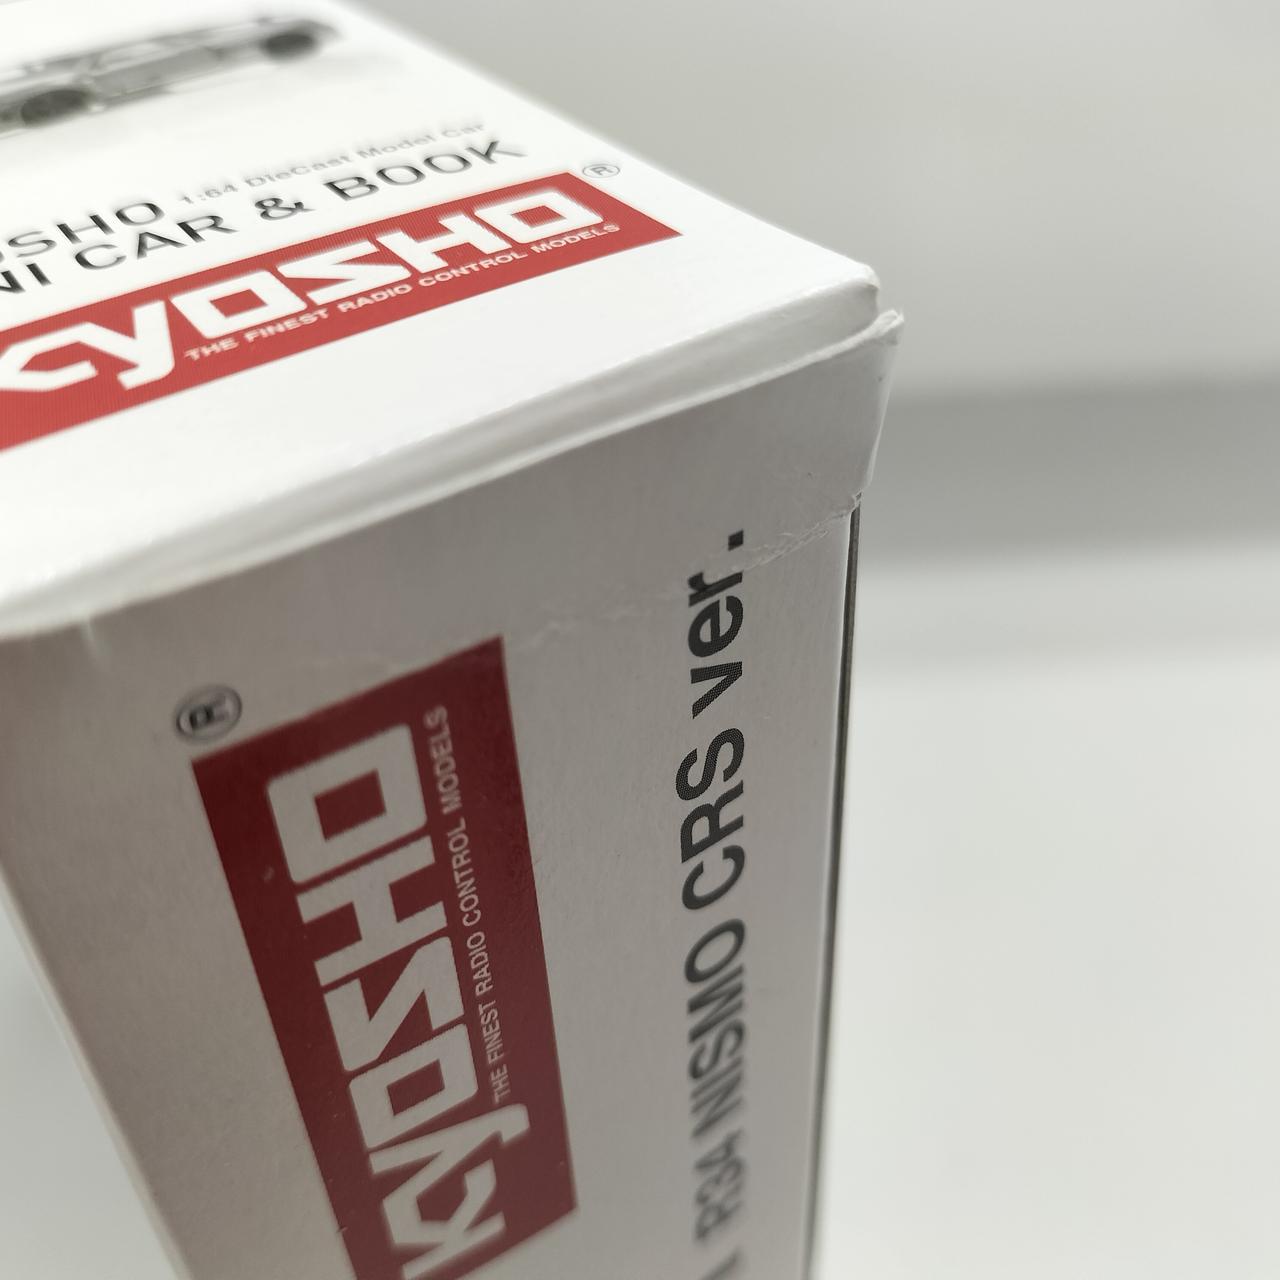 1:64 DieCast Model Car
OSHO
NI CAR & BOOK
KYOSHO ®
THE FINEST RADIO CONTROL MODELS
KYOSHO ®
THE FINEST RADIO CONTROL MODELS
R34 NISMO CRS ver.